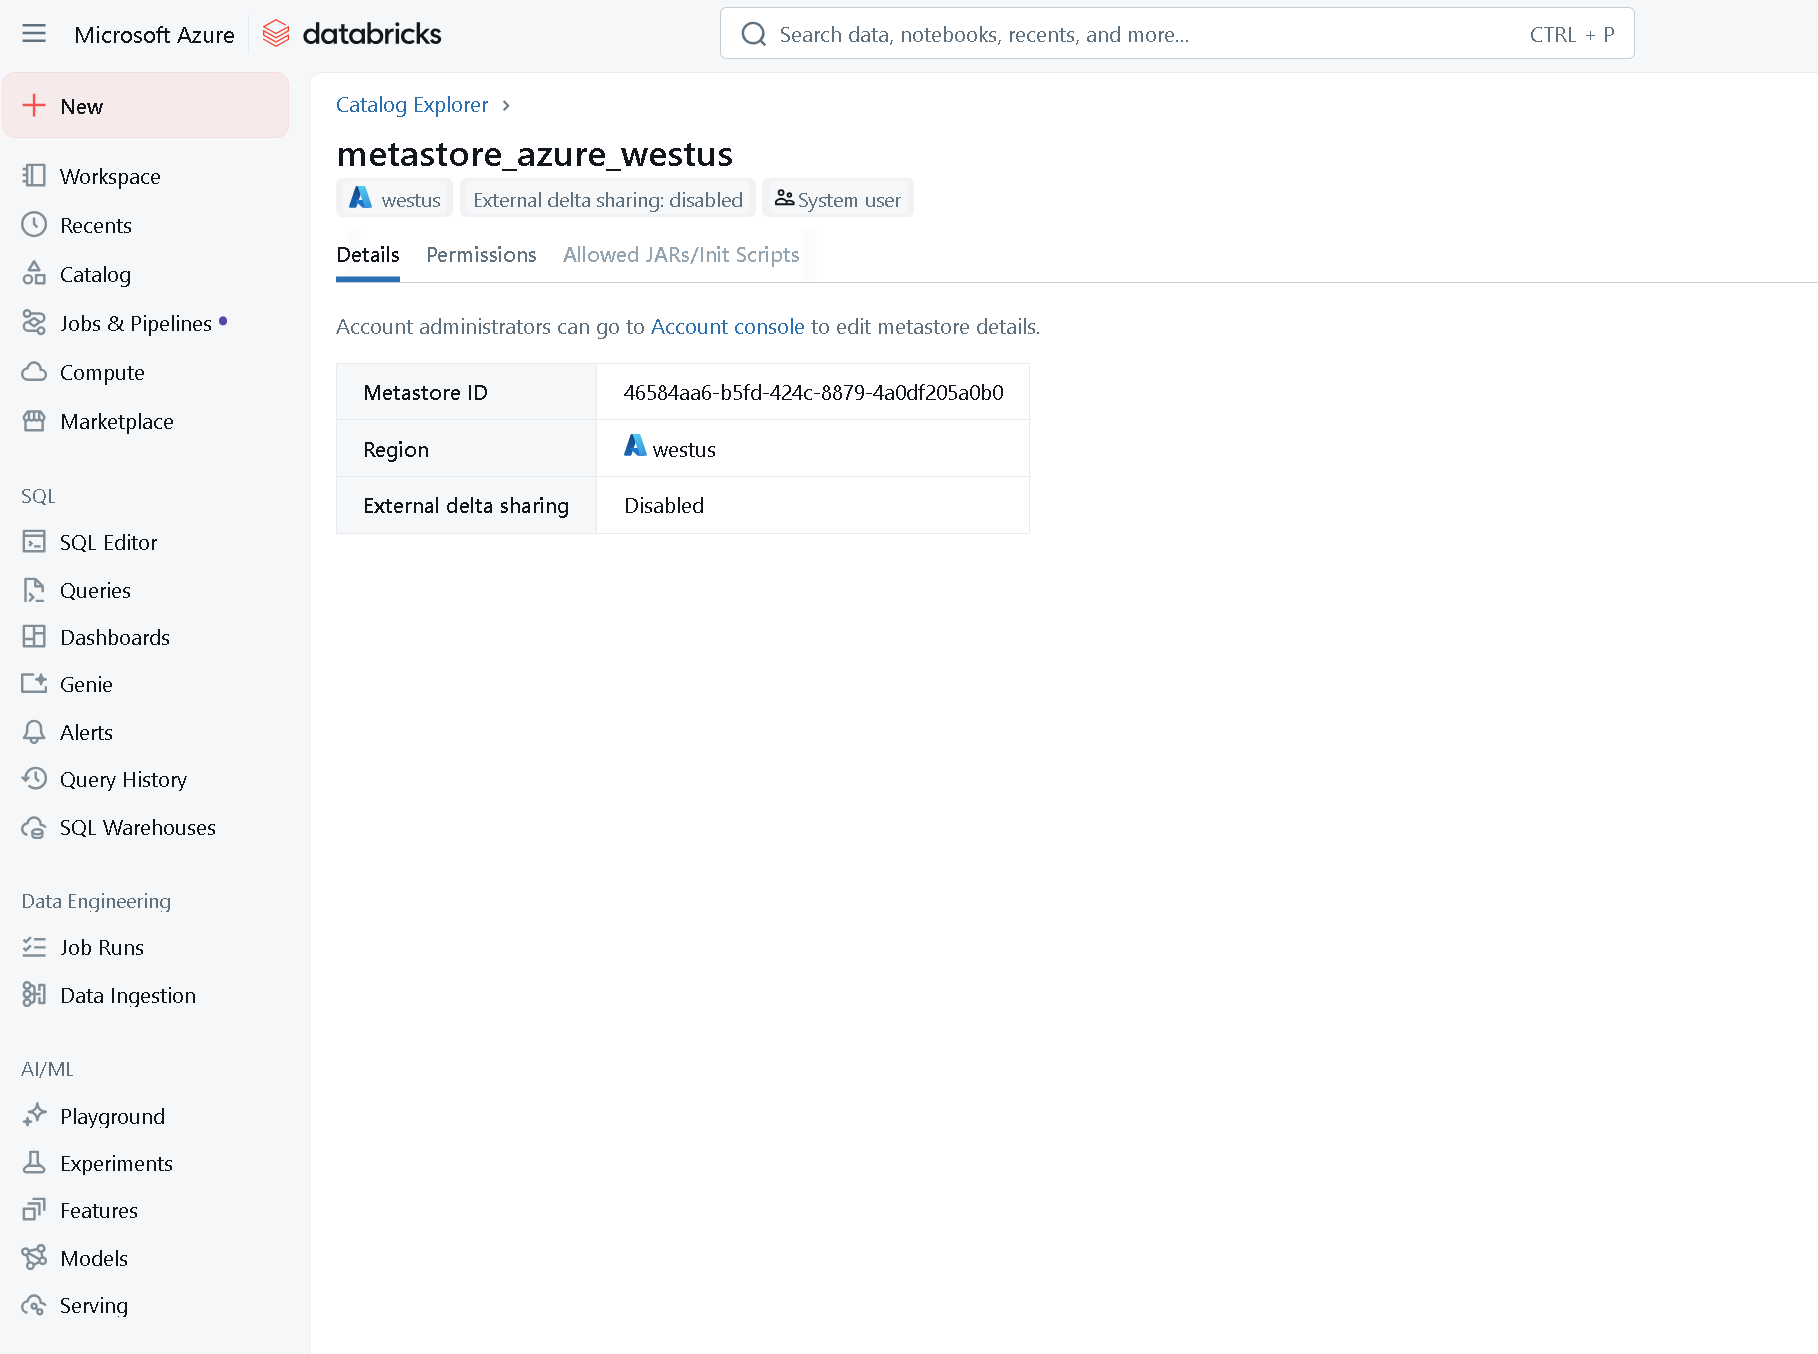 Microsoft Azure
databricks
Search data, notebooks, recents, and more...
CTRL + P
New
Workspace
Recents
Catalog
Jobs & Pipelines
Compute
Marketplace
SQL
SQL Editor
Queries
Dashboards
Genie
Alerts
Query History
SQL Warehouses
Data Engineering
Job Runs
Data Ingestion
AI/ML
Playground
Experiments
Features
Models
Serving
Catalog Explorer
metastore_azure_westus
westus
External delta sharing: disabled
System user
Details
Permissions
Allowed JARs/Init Scripts
Account administrators can go to Account console to edit metastore details.
Metastore ID
46584aa6-b5fd-424c-8879-4a0df205a0b0
Region
westus
External delta sharing
Disabled